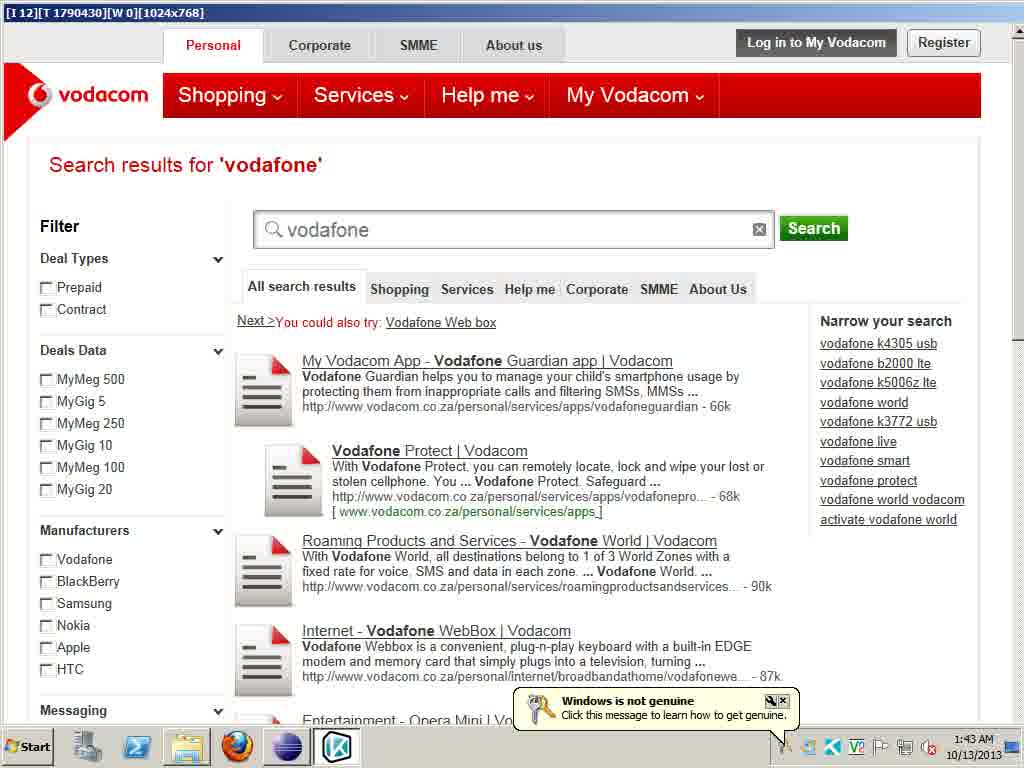 [I 12][T 1790430][W 0][1024x768]
Personal Corporate SMME About us Log in to My Vodacom Register
vodacom Shopping Services Help me My Vodacom
Search results for 'vodafone'
vodafone Search
Filter
Deal Types
Prepaid
Contract
Deals Data
MyMeg 500
MyGig 5
MyMeg 250
MyGig 10
MyMeg 100
MyGig 20
Manufacturers
Vodafone
BlackBerry
Samsung
Nokia
Apple
HTC
Messaging
All search results Shopping Services Help me Corporate SMME About Us
Next >You could also try: Vodafone Web box
My Vodacom App - Vodafone Guardian app | Vodacom
Vodafone Guardian helps you to manage your child's smartphone usage by
protecting them from inappropriate calls and filtering SMSs, MMSs ...
http://www.vodacom.co.za/personal/services/apps/vodafoneguardian - 66k
Vodafone Protect | Vodacom
With Vodafone Protect, you can remotely locate, lock and wipe your lost or
stolen cellphone. You ... Vodafone Protect. Safeguard ...
http://www.vodacom.co.za/personal/services/apps/vodafonepro... - 68k
[ www.vodacom.co.za/personal/services/apps ]
Roaming Products and Services - Vodafone World | Vodacom
With Vodafone World, all destinations belong to 1 of 3 World Zones with a
fixed rate for voice, SMS and data in each zone. ... Vodafone World. ...
http://www.vodacom.co.za/personal/services/roamingproductsandservices... - 90k
Internet - Vodafone WebBox | Vodacom
Vodafone Webbox is a convenient, plug-n-play keyboard with a built-in EDGE
modem and memory card that simply plugs into a television, turning ...
http://www.vodacom.co.za/personal/internet/broadbandathome/vodafonewe... - 87k
Entertainment - Opera Mini | Vo
Narrow your search
vodafone k4305 usb
vodafone b2000 lte
vodafone k5006z lte
vodafone world
vodafone k3772 usb
vodafone live
vodafone smart
vodafone protect
vodafone world vodacom
activate vodafone world
Windows is not genuine
Click this message to learn how to get genuine.
Start
1:43 AM
10/13/2013